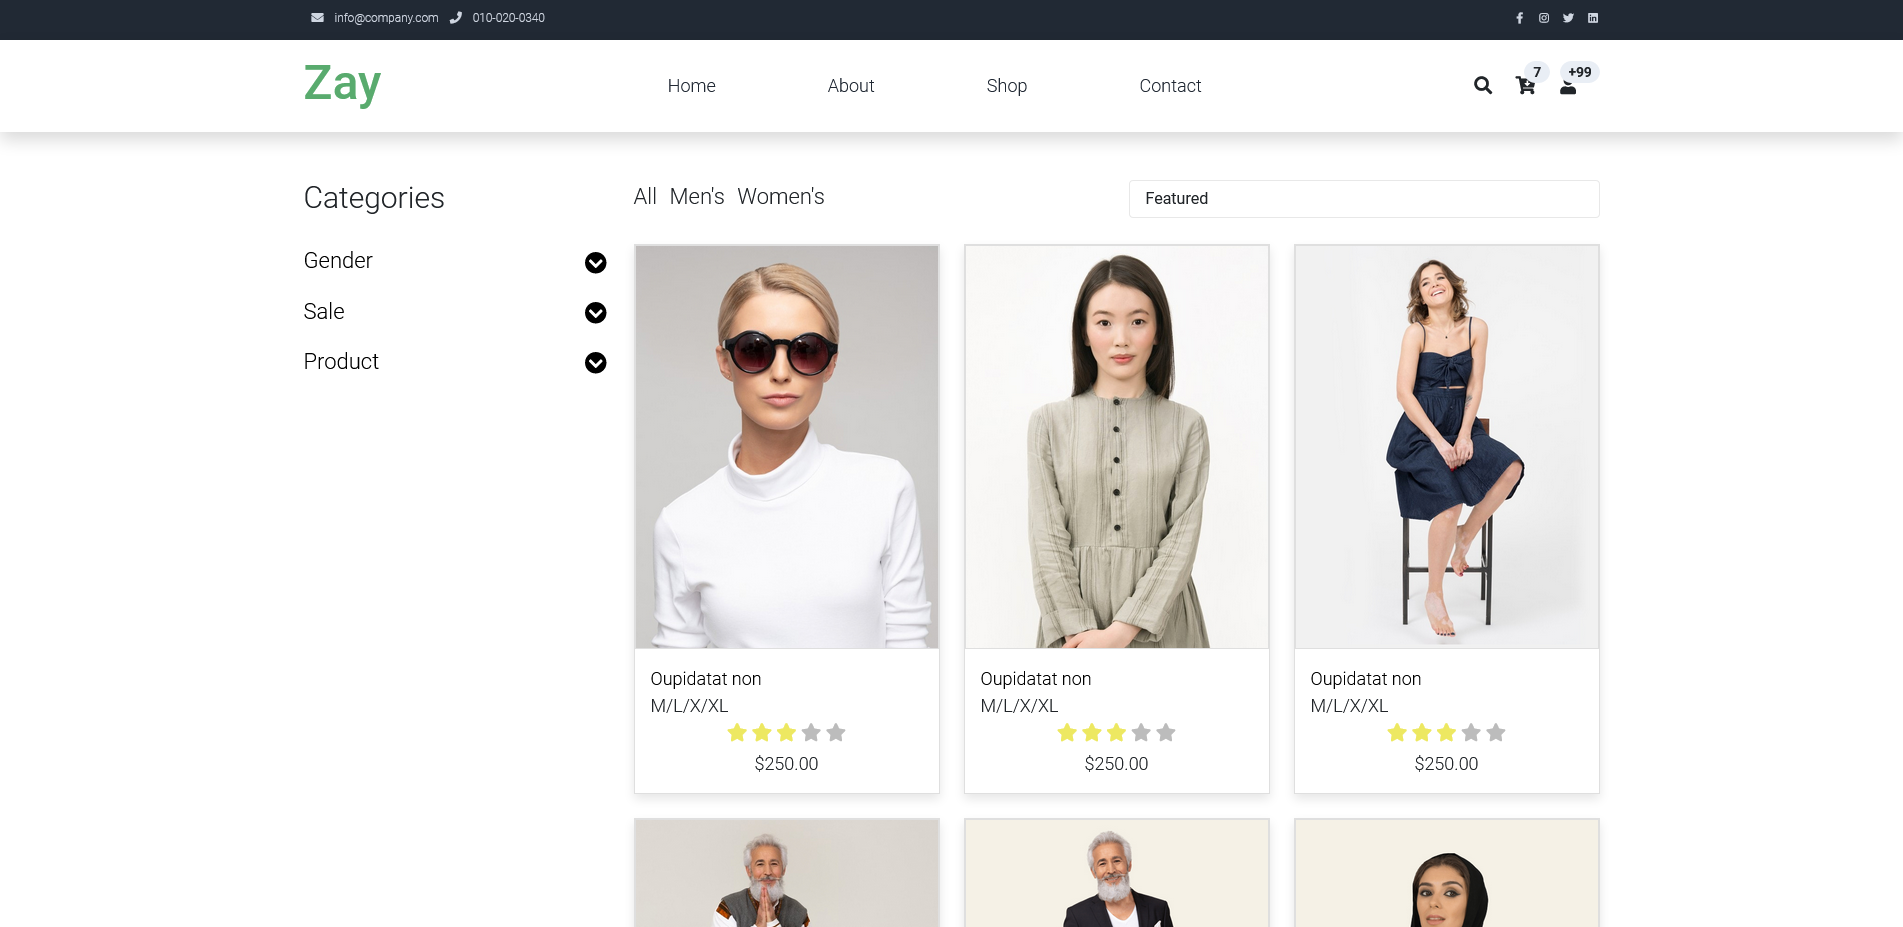 info@company.com 010-020-0340
Zay
Home About Shop Contact
7 +99
Categories
Gender
Sale
Product
All Men's Women's
Featured
Oupidatat non
M/L/X/XL
$250.00
Oupidatat non
M/L/X/XL
$250.00
Oupidatat non
M/L/X/XL
$250.00